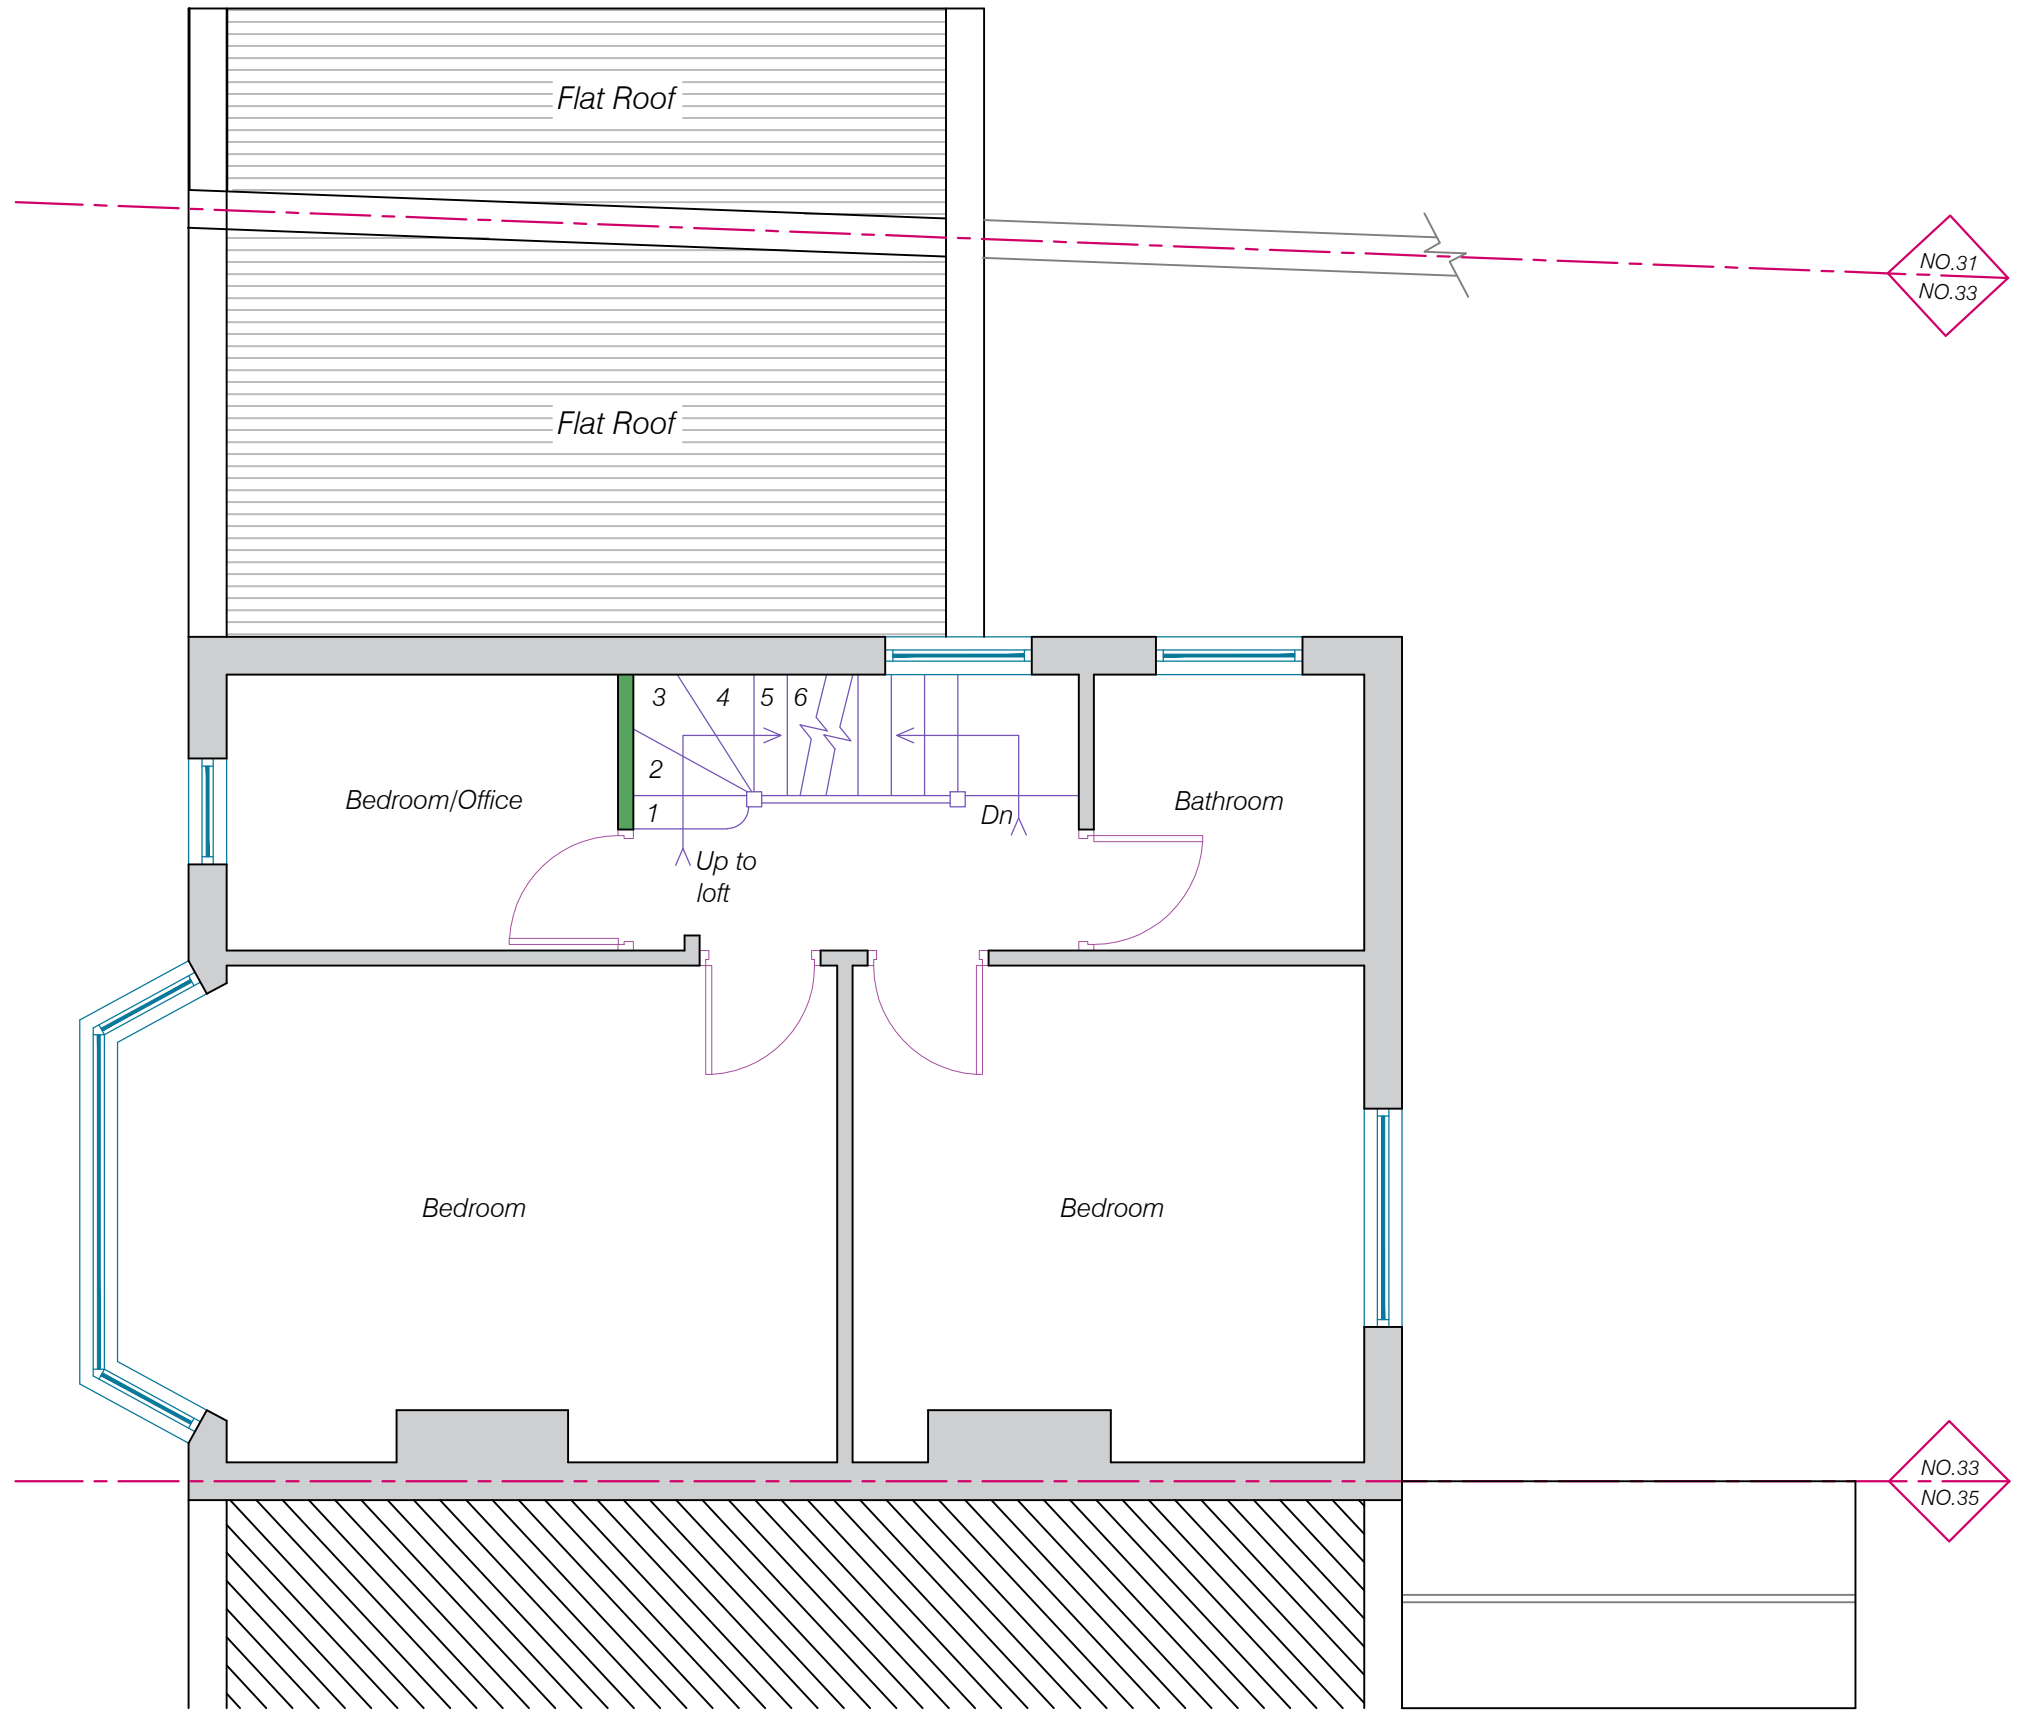 Flat Roof
NO.31
NO.33
Flat Roof
3 4 5 6
2
1
Bedroom/Office
Bathroom
Dn
Up to
loft
Bedroom
Bedroom
NO.33
NO.35